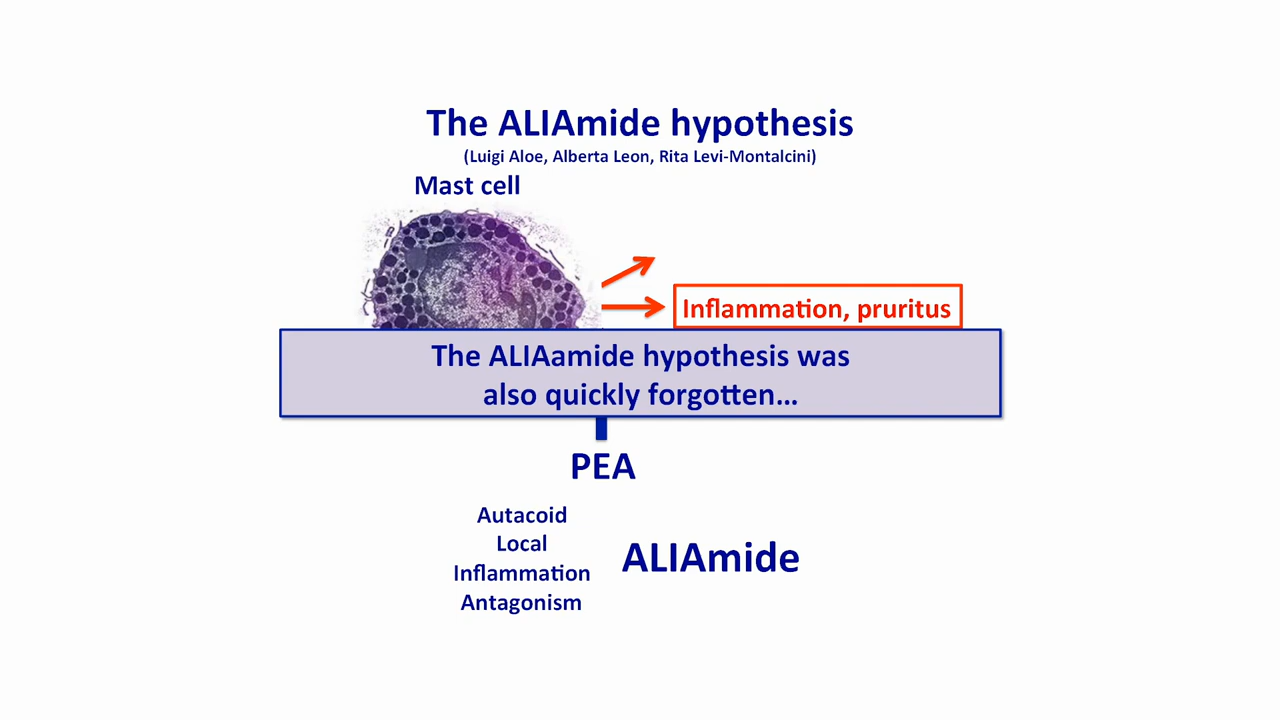 The ALIAmide hypothesis
(Luigi Aloe, Alberta Leon, Rita Levi-Montalcini)
Mast cell
Inflammation, pruritus
The ALIAamide hypothesis was
also quickly forgotten…
PEA
Autacoid
Local
Inflammation
Antagonism
ALIAmide